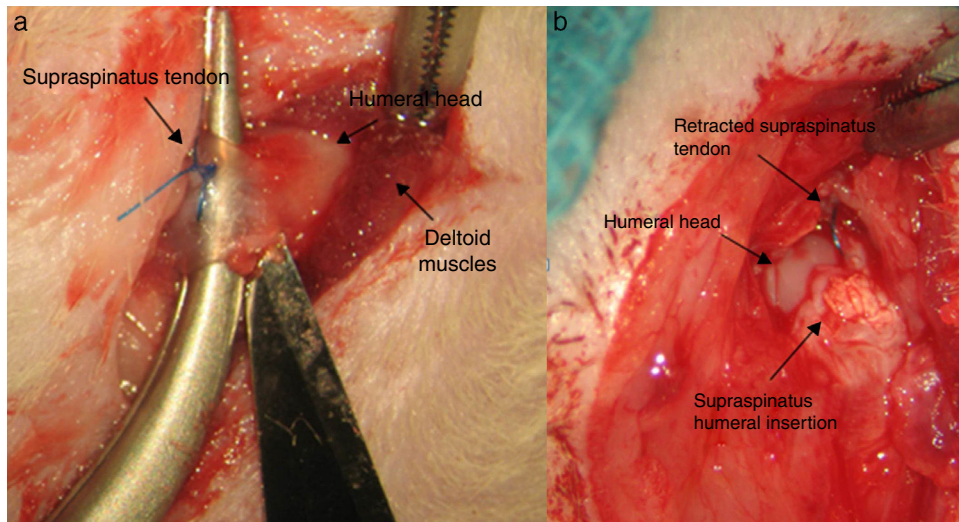 a
Supraspinatus tendon
Humeral head
Deltoid
muscles
b
Retracted supraspinatus
tendon
Humeral head
Supraspinatus
humeral insertion